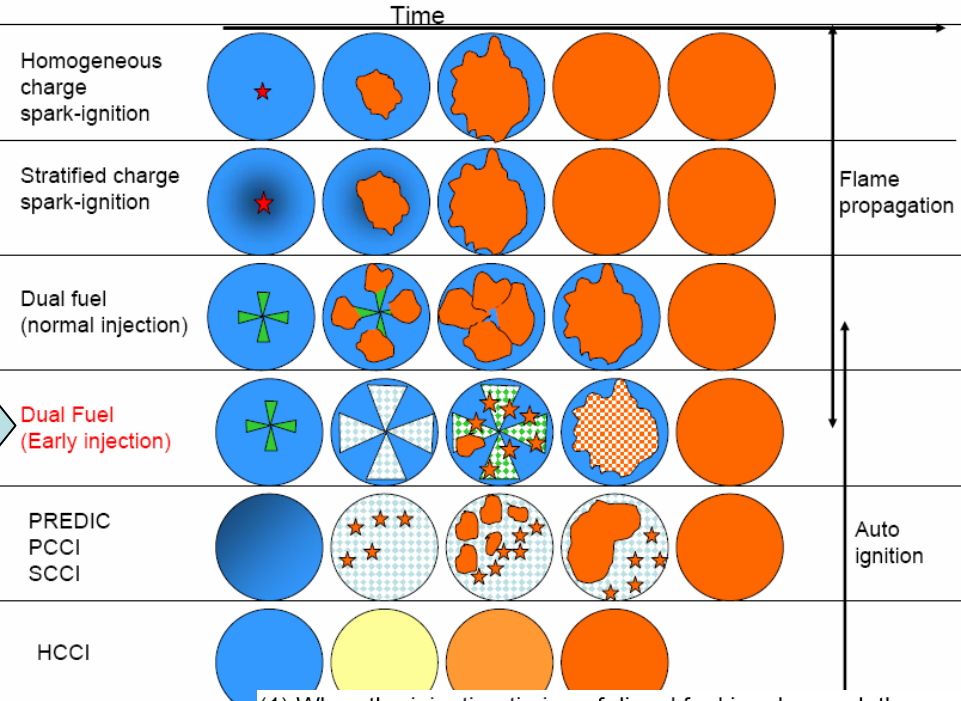 Time
Homogeneous
charge
spark-ignition
Stratified charge
spark-ignition
Flame
propagation
Dual fuel
(normal injection)
Dual Fuel
(Early injection)
PREDIC
PCCI
SCCI
Auto
ignition
HCCI